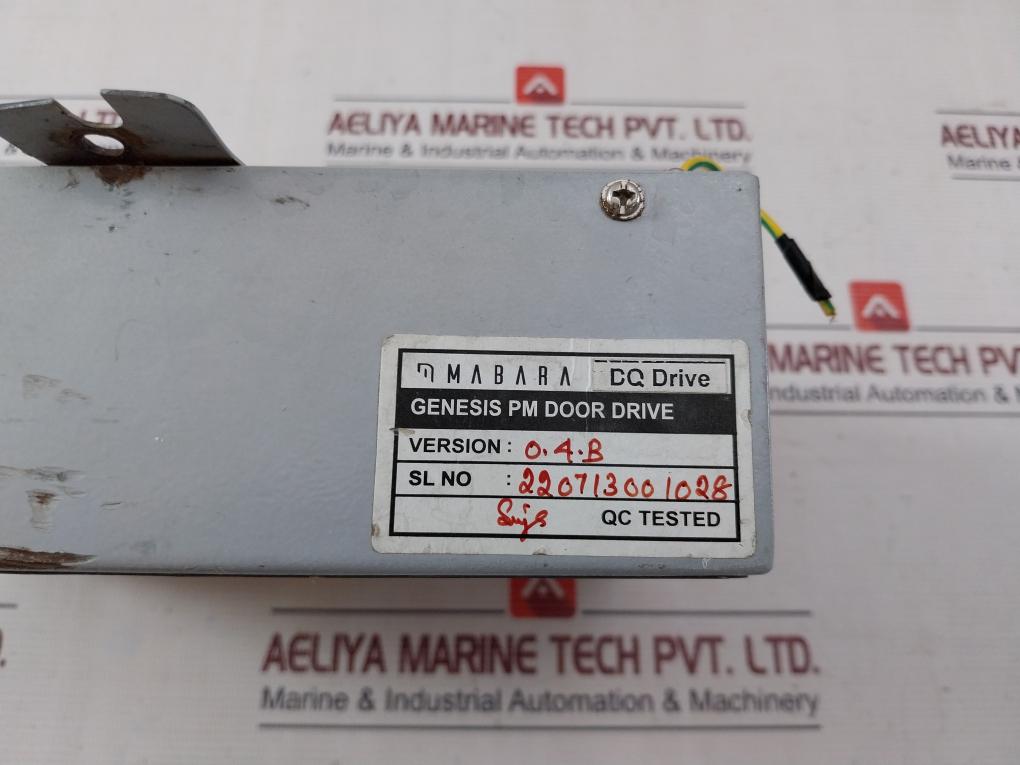 AELIYA MARINE TECH PVT. LTD.
Marine & Industrial Automation & Machinery
AELIYA
Marine & Ind
MABARA DQ Drive
GENESIS PM DOOR DRIVE
VERSION : 0.4.B
SL NO : 220713001028
QC TESTED
MARINE TECH PV
Industrial Automation &
AELIYA MARINE TECH PVT. LTD.
Marine & Industrial Automation & Machinery
D.